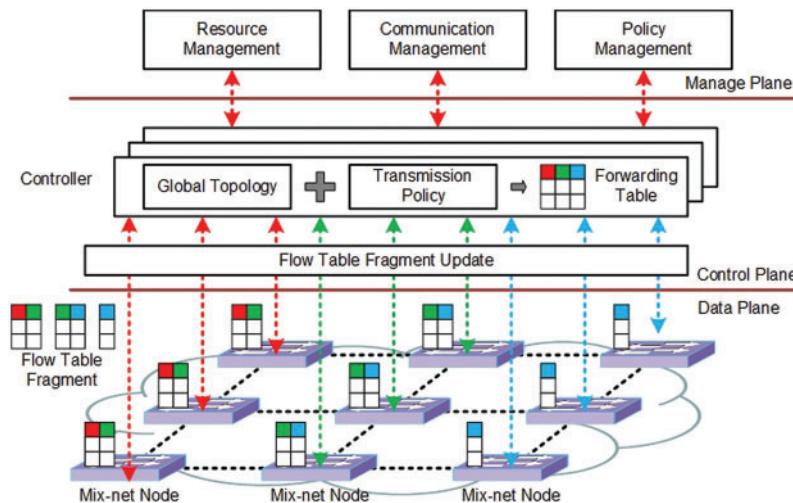 Resource
Management
Communication
Management
Policy
Management
Manage Plane
Controller
Global Topology
Transmission
Policy
Forwarding
Table
Flow Table Fragment Update
Control Plane
Data Plane
Flow Table
Fragment
Mix-net Node
Mix-net Node
Mix-net Node